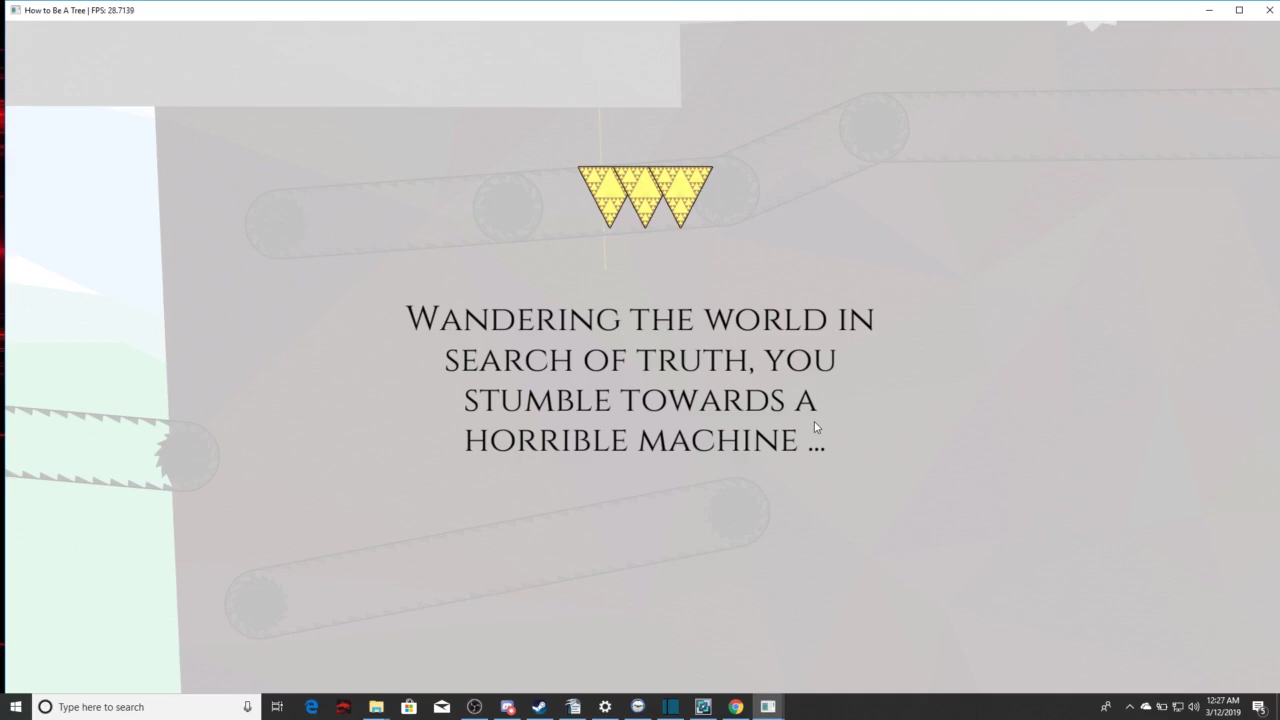 How to Be A Tree | FPS: 28.7139
Wandering the world in
search of truth, you
stumble towards a
horrible machine ...
Type here to search
12:27 AM
3/12/2019
5